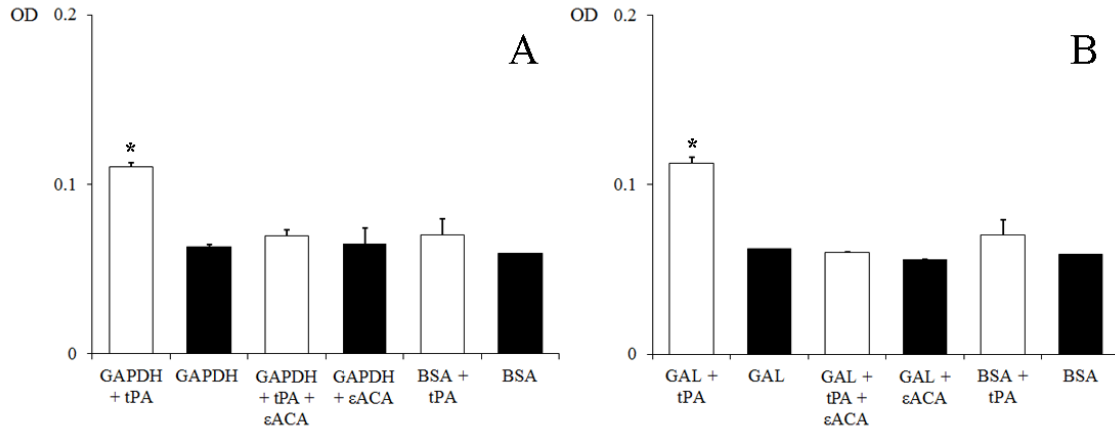 OD
0.2
A
*
0.1
0
GAPDH
+ tPA
GAPDH
GAPDH
+ tPA +
εACA
GAPDH
+ εACA
BSA +
tPA
BSA
OD
0.2
B
*
0.1
0
GAL +
tPA
GAL
GAL +
tPA +
εACA
GAL +
εACA
BSA +
tPA
BSA